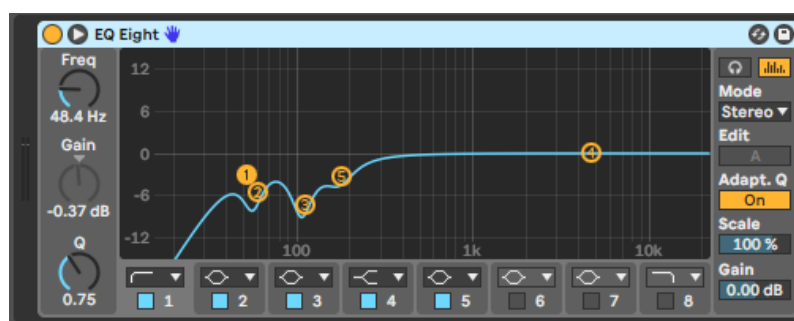 EQ Eight
Freq
48.4 Hz
Gain
-0.37 dB
Q
0.75
12
6
0
-6
-12
100
1k
10k
1
2
3
4
5
1
2
3
4
5
6
7
8
Mode
Stereo
Edit
A
Adapt. Q
On
Scale
100 %
Gain
0.00 dB